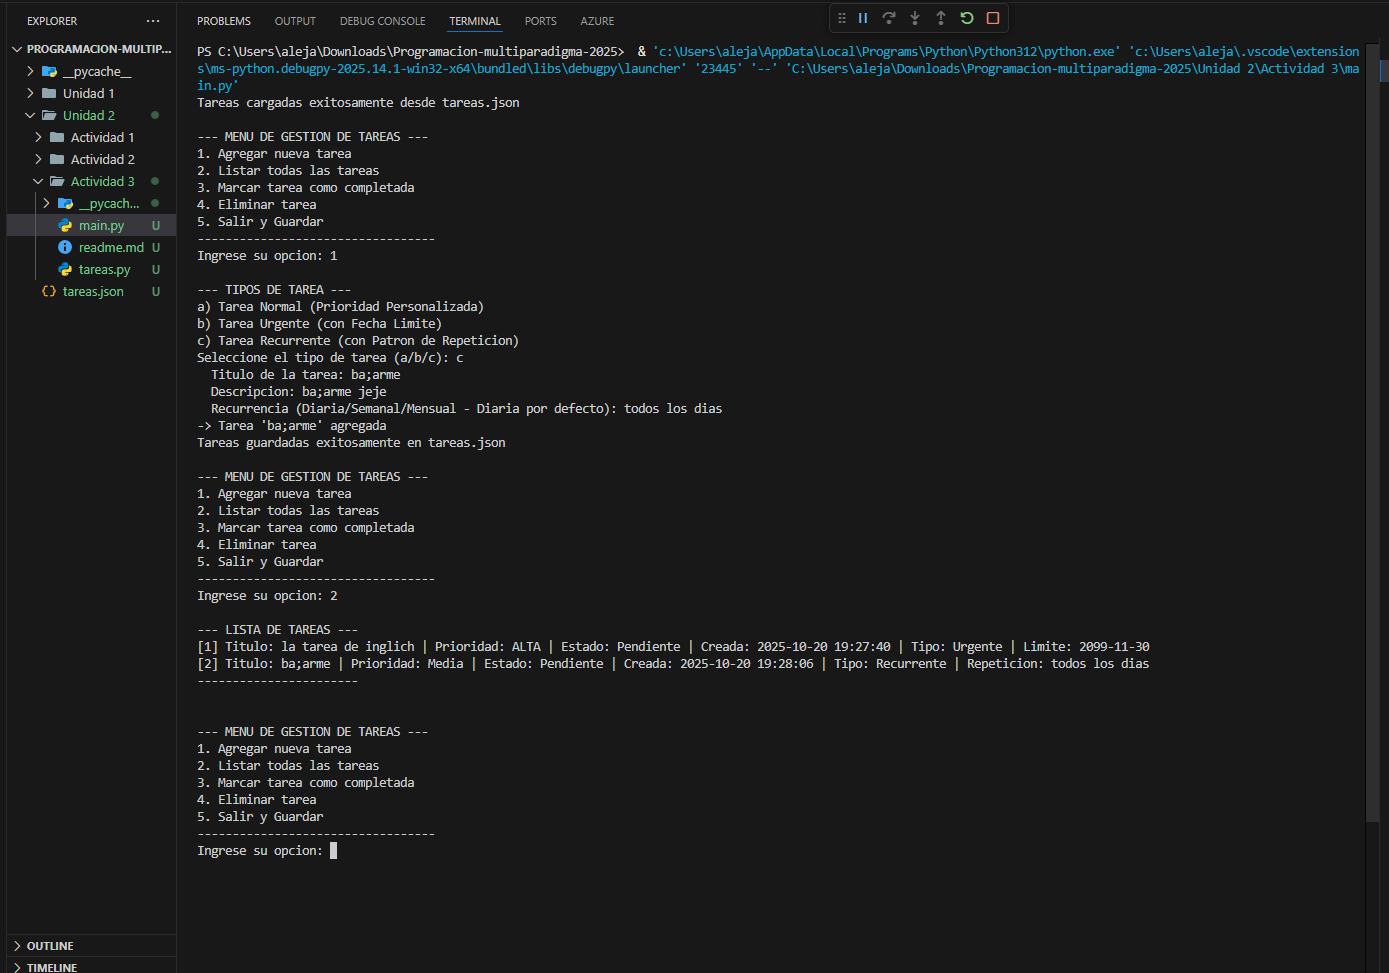 EXPLORER
PROGRAMACION-MULTIP...
__pycache__
Unidad 1
Unidad 2
Actividad 1
Actividad 2
Actividad 3
__pycach...
main.py U
readme.md U
tareas.py U
tareas.json U
OUTLINE
TIMELINE
PROBLEMS OUTPUT DEBUG CONSOLE TERMINAL PORTS AZURE
PS C:\Users\aleja\Downloads\Programacion-multiparadigma-2025> & 'c:\Users\aleja\AppData\Local\Programs\Python\Python312\python.exe' 'c:\Users\aleja\.vscode\extension
s\ms-python.debugpy-2025.14.1-win32-x64\bundled\libs\debugpy\launcher' '23445' '--' 'C:\Users\aleja\Downloads\Programacion-multiparadigma-2025\Unidad 2\Actividad 3\ma
in.py'
Tareas cargadas exitosamente desde tareas.json
--- MENU DE GESTION DE TAREAS ---
1. Agregar nueva tarea
2. Listar todas las tareas
3. Marcar tarea como completada
4. Eliminar tarea
5. Salir y Guardar
----------------------------------
Ingrese su opcion: 1
--- TIPOS DE TAREA ---
a) Tarea Normal (Prioridad Personalizada)
b) Tarea Urgente (con Fecha Limite)
c) Tarea Recurrente (con Patron de Repeticion)
Seleccione el tipo de tarea (a/b/c): c
Titulo de la tarea: ba;arme
Descripcion: ba;arme jeje
Recurrencia (Diaria/Semanal/Mensual - Diaria por defecto): todos los dias
-> Tarea 'ba;arme' agregada
Tareas guardadas exitosamente en tareas.json
--- MENU DE GESTION DE TAREAS ---
1. Agregar nueva tarea
2. Listar todas las tareas
3. Marcar tarea como completada
4. Eliminar tarea
5. Salir y Guardar
----------------------------------
Ingrese su opcion: 2
--- LISTA DE TAREAS ---
[1] Titulo: la tarea de inglich | Prioridad: ALTA | Estado: Pendiente | Creada: 2025-10-20 19:27:40 | Tipo: Urgente | Limite: 2099-11-30
[2] Titulo: ba;arme | Prioridad: Media | Estado: Pendiente | Creada: 2025-10-20 19:28:06 | Tipo: Recurrente | Repeticion: todos los dias
-----------------------
--- MENU DE GESTION DE TAREAS ---
1. Agregar nueva tarea
2. Listar todas las tareas
3. Marcar tarea como completada
4. Eliminar tarea
5. Salir y Guardar
----------------------------------
Ingrese su opcion: